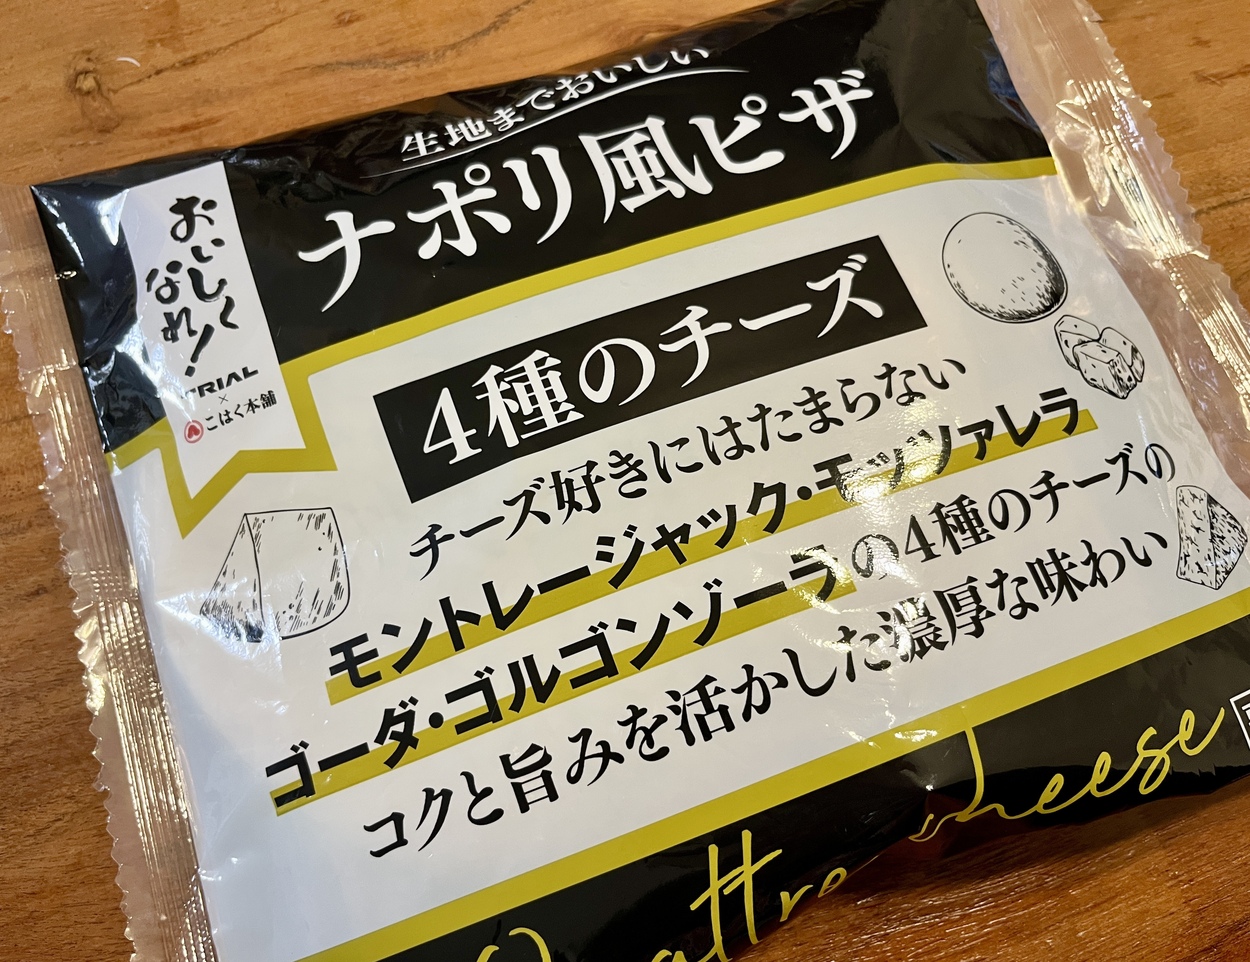 生地までおいしい
ナポリ風ピザ
おいしく
なれ!
TRIAL
×
こはく本舗
4種のチーズ
チーズ好きにはたまらない
モントレージャック・モッツァレラ
ゴーダ・ゴルゴンゾーラの4種のチーズの
コクと旨みを活かした濃厚な味わい
Quattro cheese